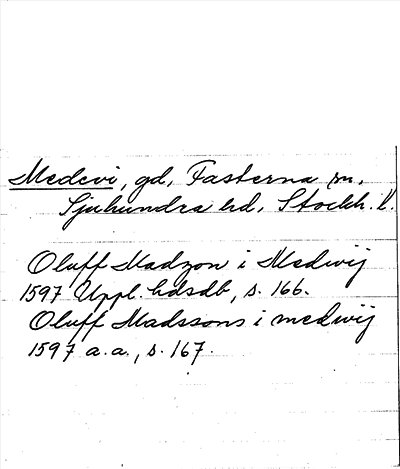 Medevi, gd, Fasterna sn,
Sjuhundra hd, Stockh. l.
Oluff Madzon i Medwij
1597 Uppl. hdsdb, s. 166.
Oluff Madssons i medwij
1597 a.a., s. 167.